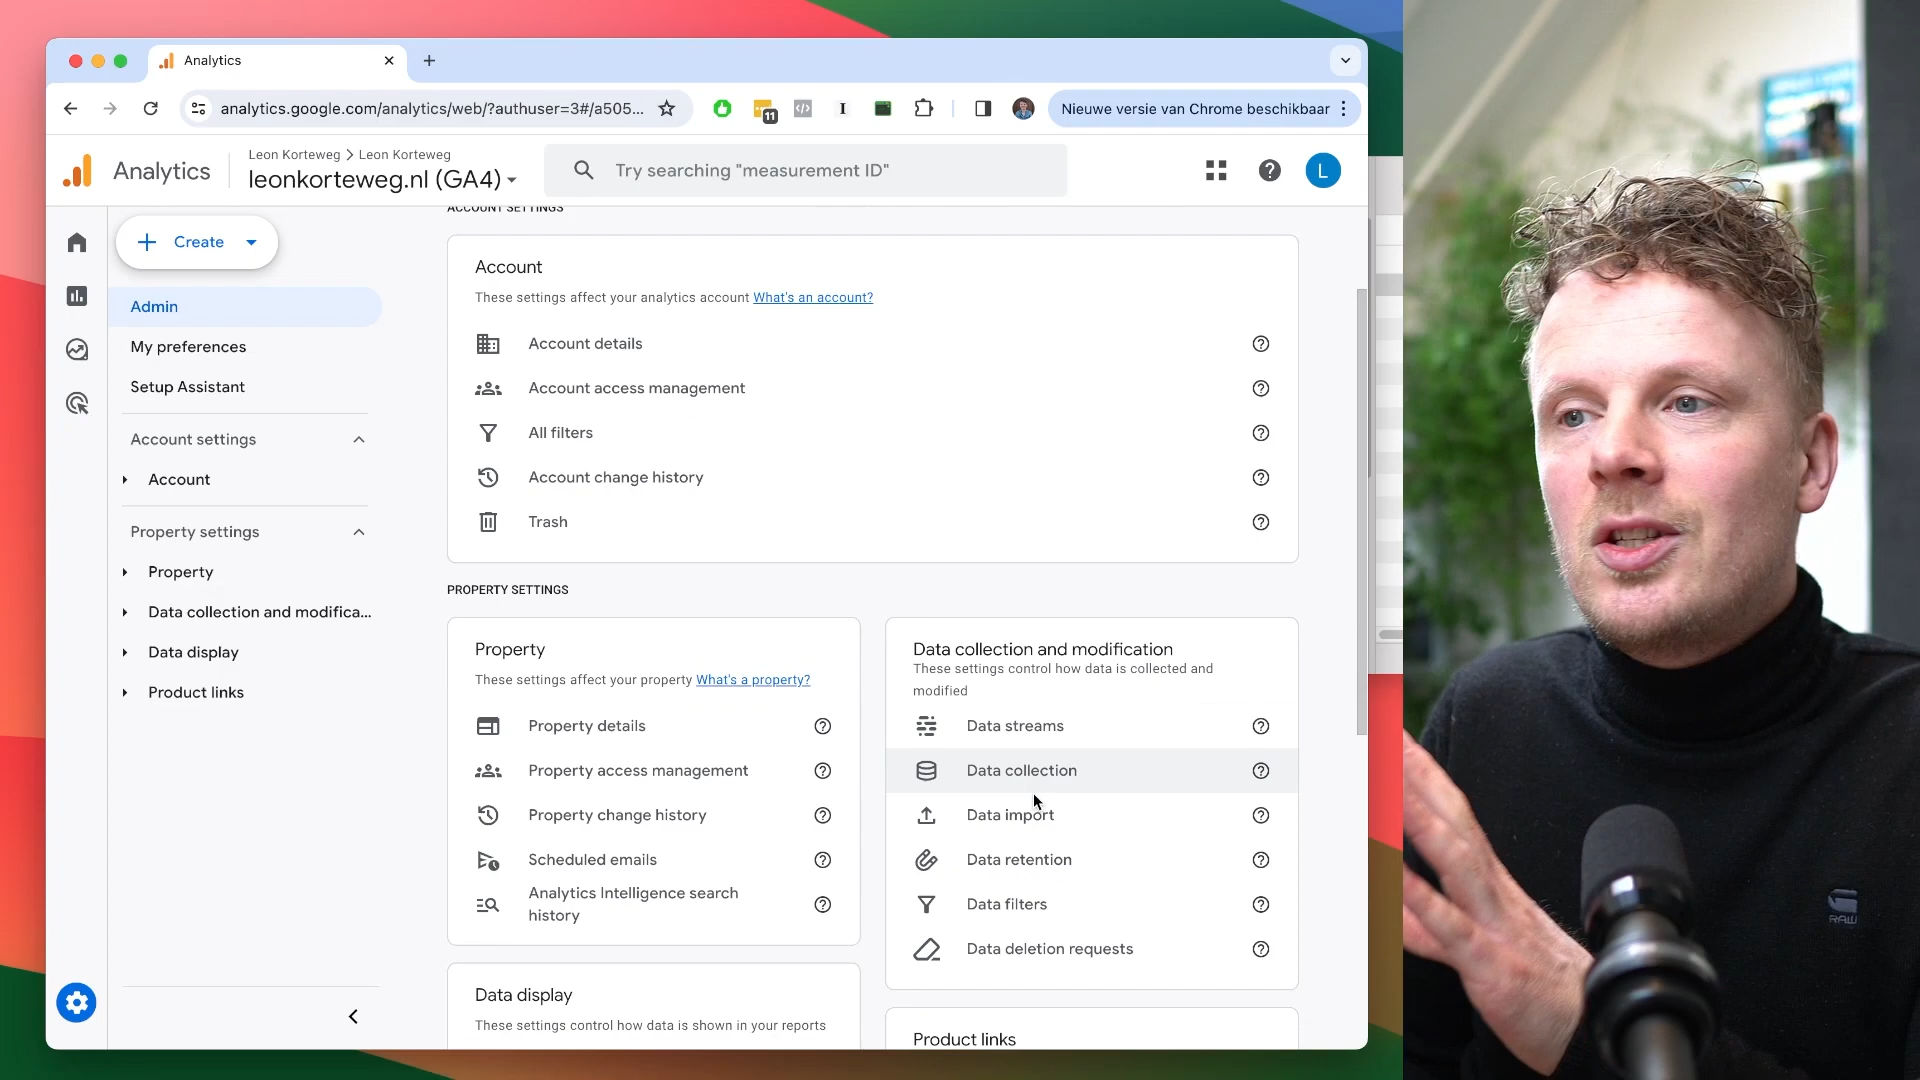 Analytics
analytics.google.com/analytics/web/?authuser=3#/a505...
11
I
Nieuwe versie van Chrome beschikbaar
Analytics
Leon Korteweg > Leon Korteweg
leonkorteweg.nl (GA4)
Try searching "measurement ID"
L
Create
Admin
My preferences
Setup Assistant
Account settings
Account
Property settings
Property
Data collection and modifica...
Data display
Product links
ACCOUNT SETTINGS
Account
These settings affect your analytics account What's an account?
Account details
Account access management
All filters
Account change history
Trash
PROPERTY SETTINGS
Property
These settings affect your property What's a property?
Property details
Property access management
Property change history
Scheduled emails
Analytics Intelligence search
history
Data display
These settings control how data is shown in your reports
Data collection and modification
These settings control how data is collected and
modified
Data streams
Data collection
Data import
Data retention
Data filters
Data deletion requests
Product links
RAW